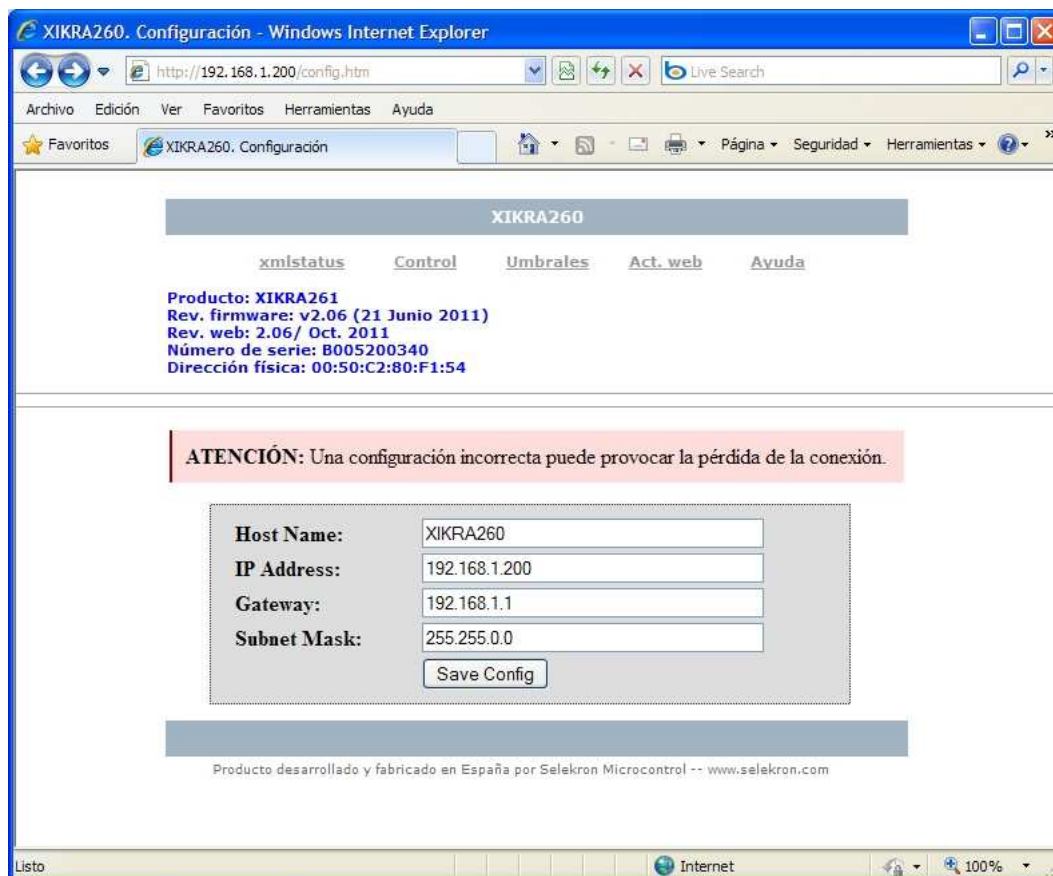 XIKRA260. Configuración - Windows Internet Explorer
http://192.168.1.200/config.htm
Live Search
Archivo Edición Ver Favoritos Herramientas Ayuda
Favoritos XIKRA260. Configuración Página Seguridad Herramientas
XIKRA260
xmlstatus Control Umbrales Act. web Ayuda
Producto: XIKRA261
Rev. firmware: v2.06 (21 Junio 2011)
Rev. web: 2.06/ Oct. 2011
Número de serie: B005200340
Dirección física: 00:50:C2:80:F1:54
ATENCIÓN: Una configuración incorrecta puede provocar la pérdida de la conexión.
Host Name: XIKRA260
IP Address: 192.168.1.200
Gateway: 192.168.1.1
Subnet Mask: 255.255.0.0
Save Config
Producto desarrollado y fabricado en España por Selekron Microcontrol -- www.selekron.com
Listo Internet 100%